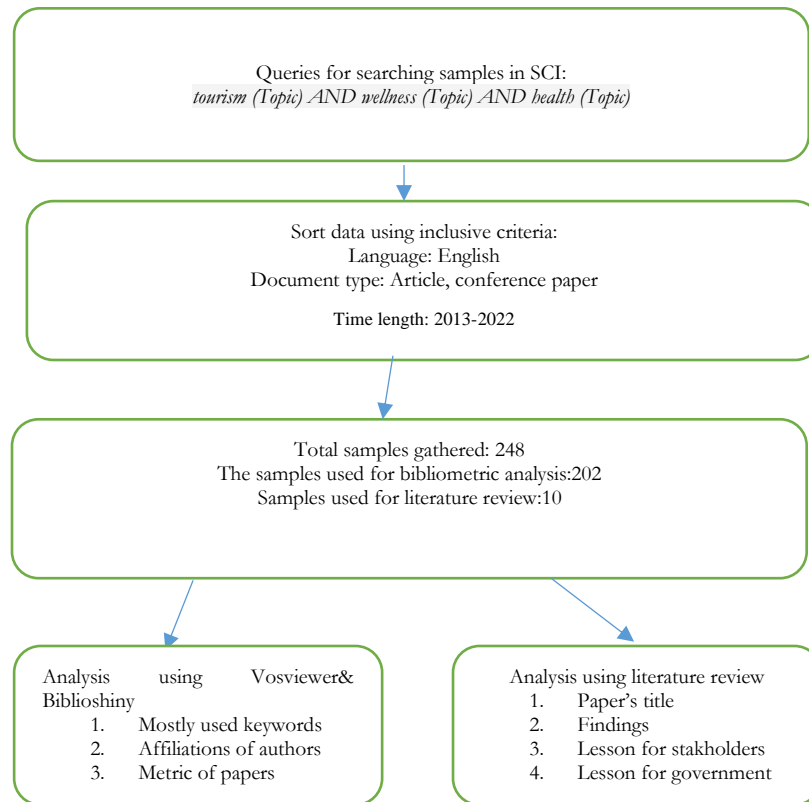 Queries for searching samples in SCI:
tourism (Topic) AND wellness (Topic) AND health (Topic)
Sort data using inclusive criteria:
Language: English
Document type: Article, conference paper
Time length: 2013-2022
Total samples gathered: 248
The samples used for bibliometric analysis:202
Samples used for literature review:10
Analysis using Vosviewer&
Biblioshiny
1. Mostly used keywords
2. Affiliations of authors
3. Metric of papers
Analysis using literature review
1. Paper's title
2. Findings
3. Lesson for stakholders
4. Lesson for government